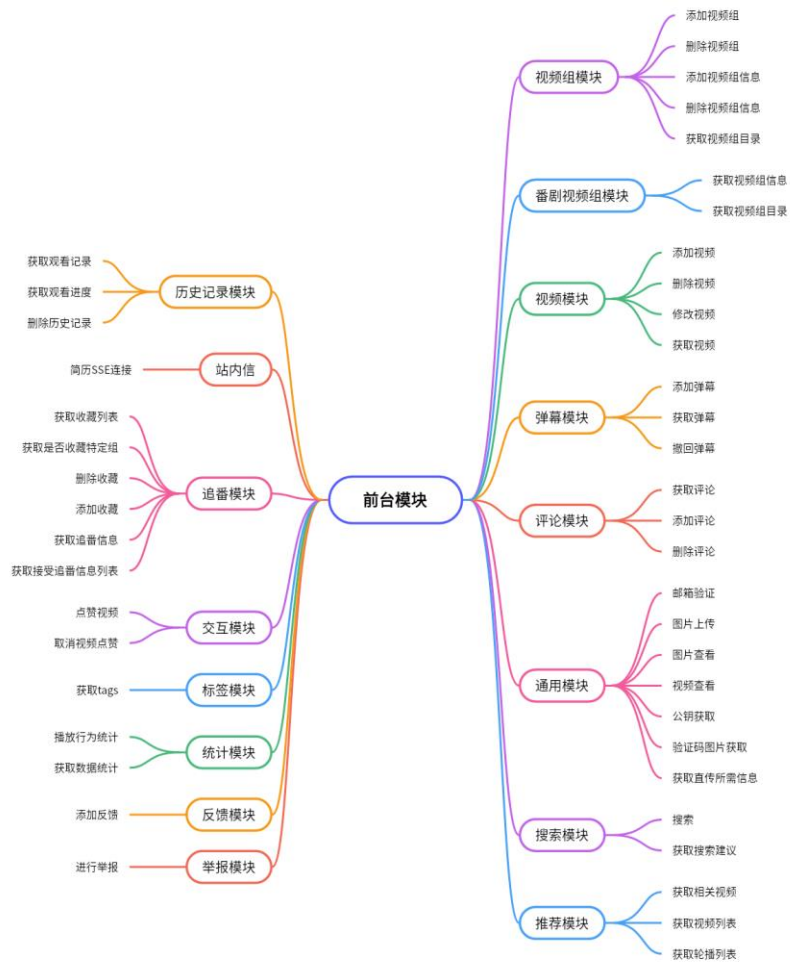 前台模块
视频组模块
添加视频组
删除视频组
添加视频组信息
删除视频组信息
获取视频组目录
番剧视频组模块
获取视频组信息
获取视频组目录
视频模块
添加视频
删除视频
修改视频
获取视频
弹幕模块
添加弹幕
获取弹幕
撤回弹幕
评论模块
获取评论
添加评论
删除评论
通用模块
邮箱验证
图片上传
图片查看
视频查看
公钥获取
验证码图片获取
获取直传所需信息
搜索模块
搜索
获取搜索建议
推荐模块
获取相关视频
获取视频列表
获取轮播列表
历史记录模块
获取观看记录
获取观看进度
删除历史记录
站内信
简历SSE连接
追番模块
获取收藏列表
获取是否收藏特定组
删除收藏
添加收藏
获取追番信息
获取接受追番信息列表
交互模块
点赞视频
取消视频点赞
标签模块
获取tags
统计模块
播放行为统计
获取数据统计
反馈模块
添加反馈
举报模块
进行举报